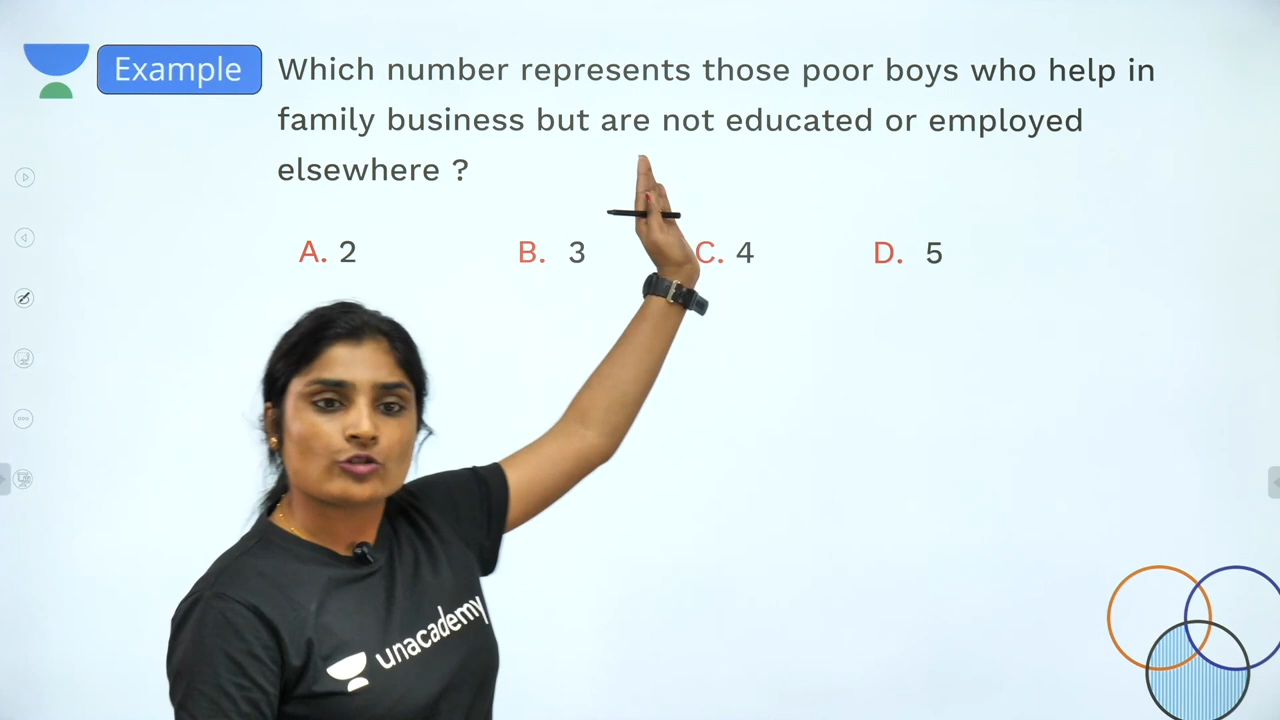 Example Which number represents those poor boys who help in
family business but are not educated or employed
elsewhere ?
A. 2 B. 3 C. 4 D. 5
unacademy